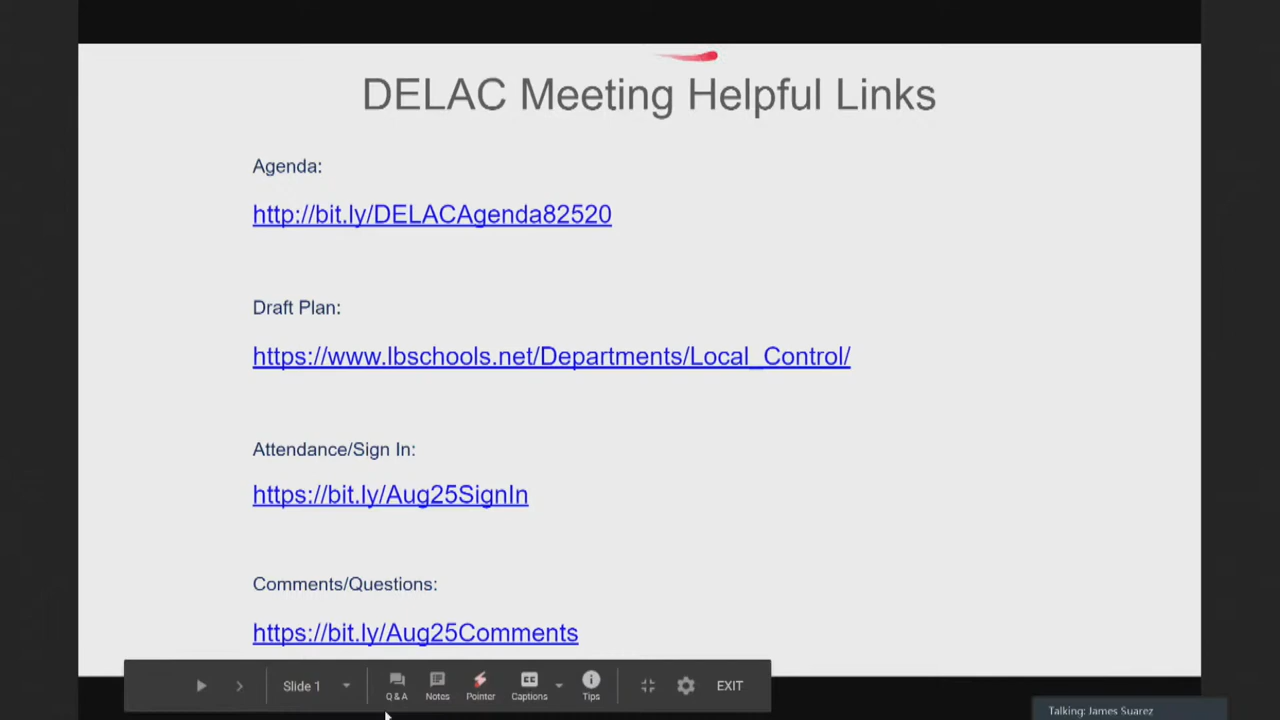 DELAC Meeting Helpful Links
Agenda:
http://bit.ly/DELACAgenda82520
Draft Plan:
https://www.lbschools.net/Departments/Local_Control/
Attendance/Sign In:
https://bit.ly/Aug25SignIn
Comments/Questions:
https://bit.ly/Aug25Comments
Slide 1
Q & A
Notes
Pointer
CC
Captions
Tips
EXIT
Talking: James Suarez